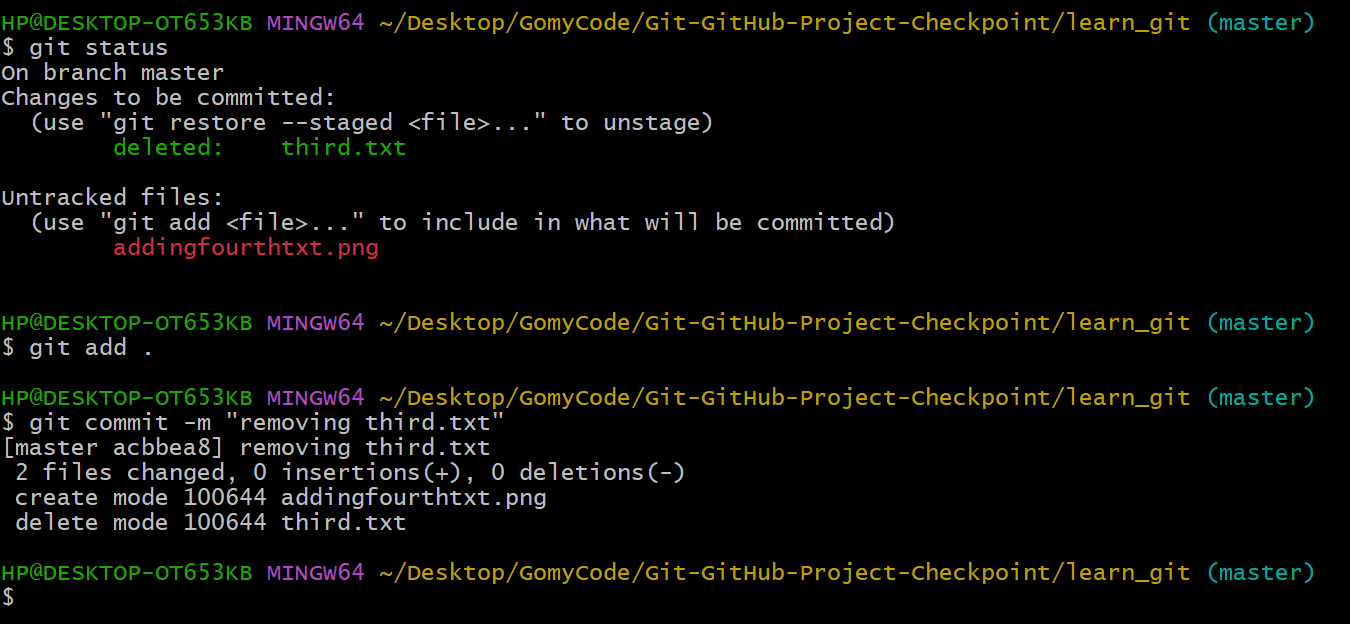 HP@DESKTOP-OT653KB MINGW64 ~/Desktop/GomyCode/Git-GitHub-Project-Checkpoint/learn_git (master)
$ git status
On branch master
Changes to be committed:
  (use "git restore --staged <file>..." to unstage)
        deleted:    third.txt

Untracked files:
  (use "git add <file>..." to include in what will be committed)
        addingfourthtxt.png


HP@DESKTOP-OT653KB MINGW64 ~/Desktop/GomyCode/Git-GitHub-Project-Checkpoint/learn_git (master)
$ git add .

HP@DESKTOP-OT653KB MINGW64 ~/Desktop/GomyCode/Git-GitHub-Project-Checkpoint/learn_git (master)
$ git commit -m "removing third.txt"
[master acbbea8] removing third.txt
 2 files changed, 0 insertions(+), 0 deletions(-)
 create mode 100644 addingfourthtxt.png
 delete mode 100644 third.txt

HP@DESKTOP-OT653KB MINGW64 ~/Desktop/GomyCode/Git-GitHub-Project-Checkpoint/learn_git (master)
$